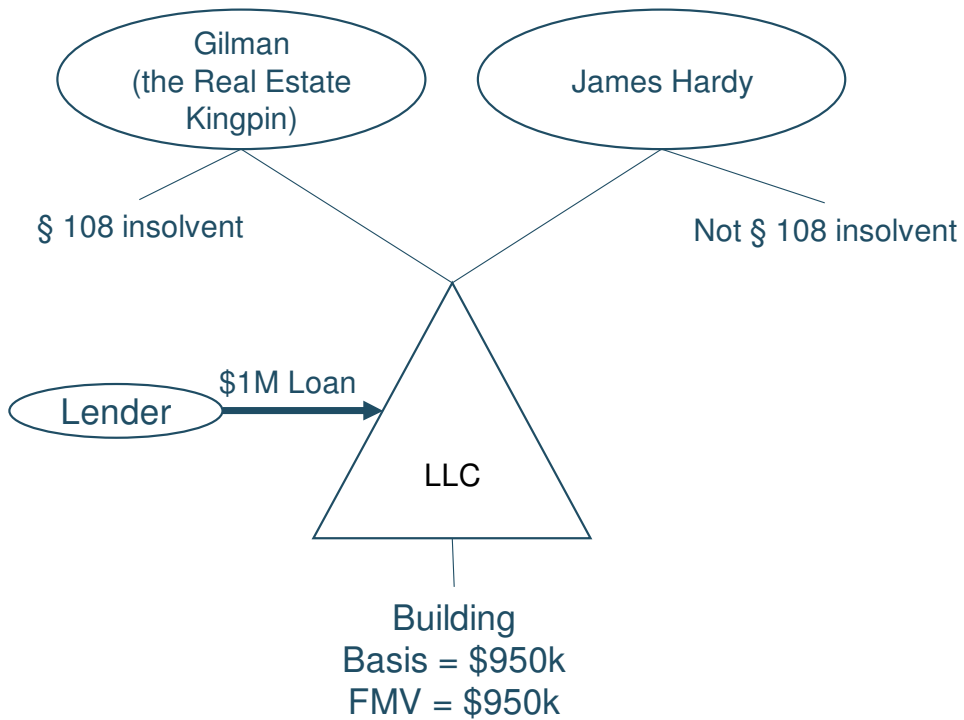 Gilman
(the Real Estate
Kingpin)
James Hardy
§ 108 insolvent
Not § 108 insolvent
$1M Loan
Lender
LLC
Building
Basis = $950k
FMV = $950k